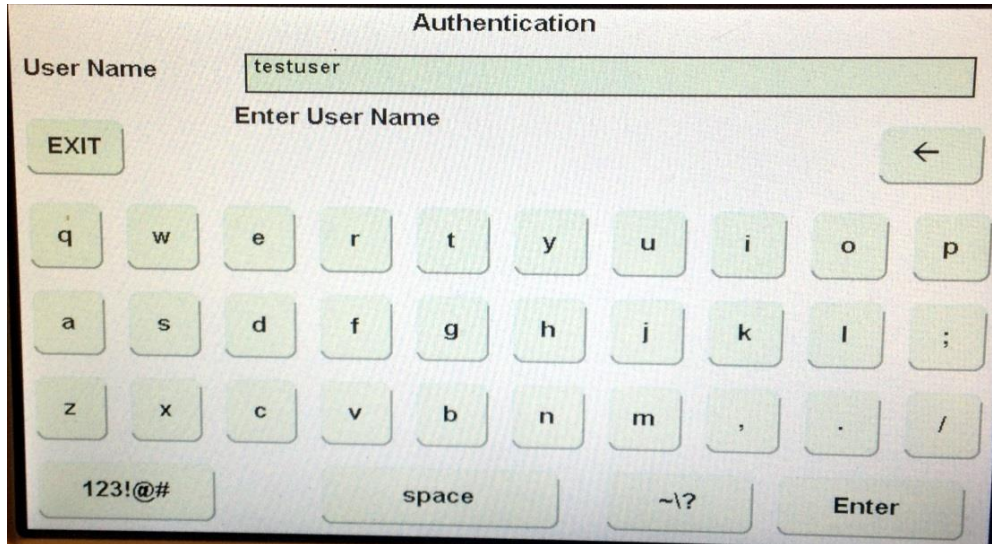 Authentication
User Name testuser
Enter User Name
EXIT ←
q w e r t y u i o p
a s d f g h j k l ;
z x c v b n m , . /
123!@# space ~\? Enter